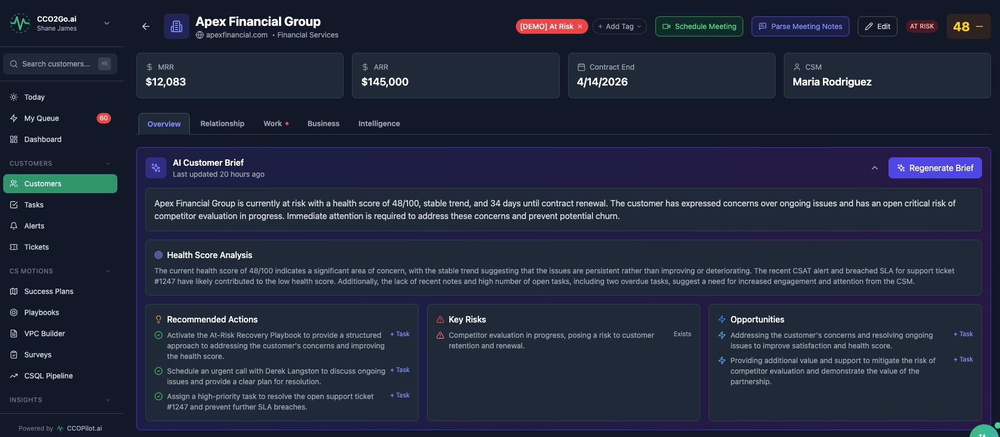 CCO2Go.ai
Shane James
Search customers...
⌘K
Today
My Queue
60
Dashboard
CUSTOMERS
Customers
Tasks
Alerts
Tickets
CS MOTIONS
Success Plans
Playbooks
VPC Builder
Surveys
CSQL Pipeline
INSIGHTS
Powered by CCOPilot.ai
Apex Financial Group
apexfinancial.com • Financial Services
[DEMO] At Risk ×
+ Add Tag
Schedule Meeting
Parse Meeting Notes
Edit
AT RISK
48
MRR
$12,083
ARR
$145,000
Contract End
4/14/2026
CSM
Maria Rodriguez
Overview
Relationship
Work
Business
Intelligence
AI Customer Brief
Last updated 20 hours ago
Regenerate Brief
Apex Financial Group is currently at risk with a health score of 48/100, stable trend, and 34 days until contract renewal. The customer has expressed concerns over ongoing issues and has an open critical risk of
competitor evaluation in progress. Immediate attention is required to address these concerns and prevent potential churn.
Health Score Analysis
The current health score of 48/100 indicates a significant area of concern, with the stable trend suggesting that the issues are persistent rather than improving or deteriorating. The recent CSAT alert and breached SLA for support ticket
#1247 have likely contributed to the low health score. Additionally, the lack of recent notes and high number of open tasks, including two overdue tasks, suggest a need for increased engagement and attention from the CSM.
Recommended Actions
Activate the At-Risk Recovery Playbook to provide a structured
+ Task
approach to addressing the customer's concerns and improving
the health score.
Schedule an urgent call with Derek Langston to discuss ongoing
+ Task
issues and provide a clear plan for resolution.
Assign a high-priority task to resolve the open support ticket
+ Task
#1247 and prevent further SLA breaches.
Key Risks
Competitor evaluation in progress, posing a risk to customer
Exists
retention and renewal.
Opportunities
Addressing the customer's concerns and resolving ongoing
+ Task
issues to improve satisfaction and health score.
Providing additional value and support to mitigate the risk of
+ Task
competitor evaluation and demonstrate the value of the
partnership.